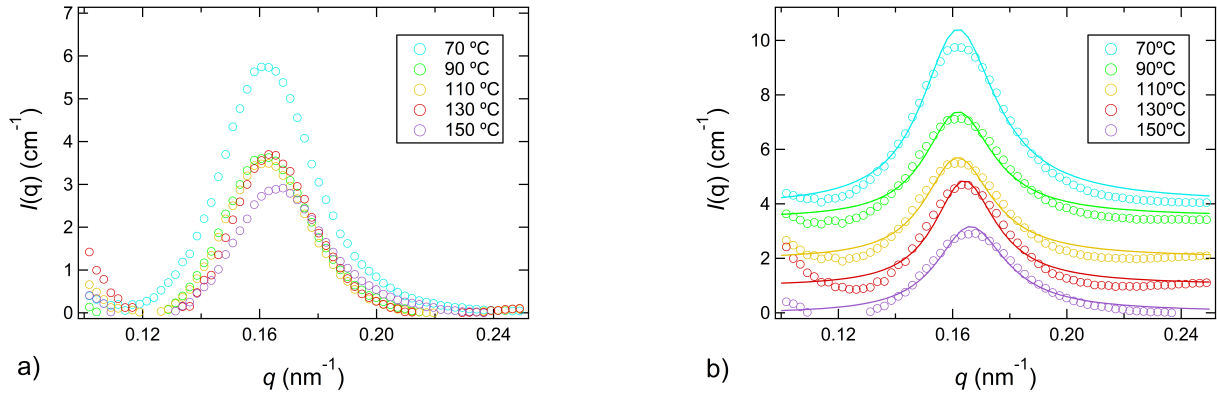 7
6
5
4
3
2
1
0
I(q) (cm⁻¹)
70 ºC
90 ºC
110 ºC
130 ºC
150 ºC
0.12
0.16
0.20
0.24
q (nm⁻¹)
a)
10
8
6
4
2
0
I(q) (cm⁻¹)
70ºC
90ºC
110ºC
130ºC
150ºC
0.12
0.16
0.20
0.24
q (nm⁻¹)
b)